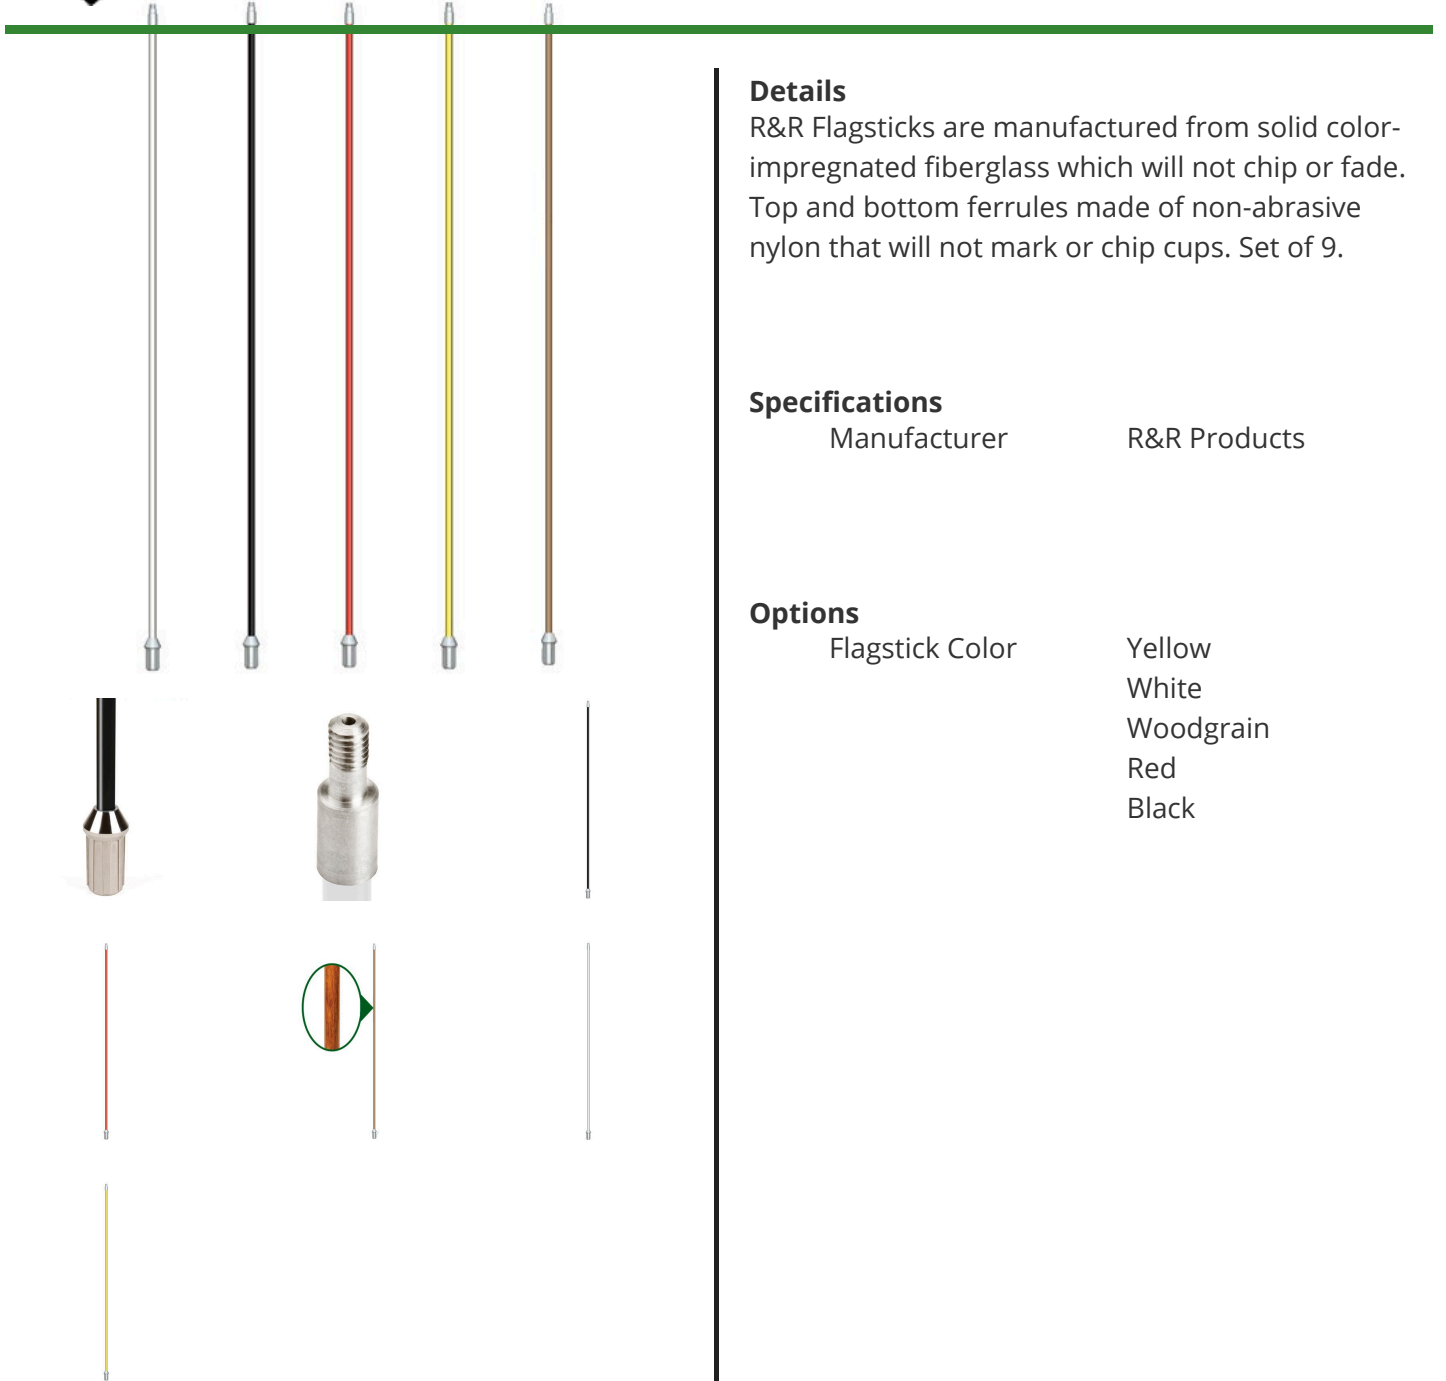 Details
R&R Flagsticks are manufactured from solid color-
impregnated fiberglass which will not chip or fade.
Top and bottom ferrules made of non-abrasive
nylon that will not mark or chip cups. Set of 9.
Specifications
Manufacturer R&R Products
Options
Flagstick Color Yellow
White
Woodgrain
Red
Black